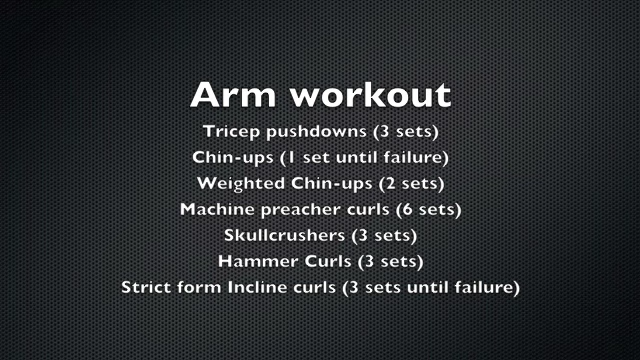 Arm workout
Tricep pushdowns (3 sets)
Chin-ups (1 set until failure)
Weighted Chin-ups (2 sets)
Machine preacher curls (6 sets)
Skullcrushers (3 sets)
Hammer Curls (3 sets)
Strict form Incline curls (3 sets until failure)